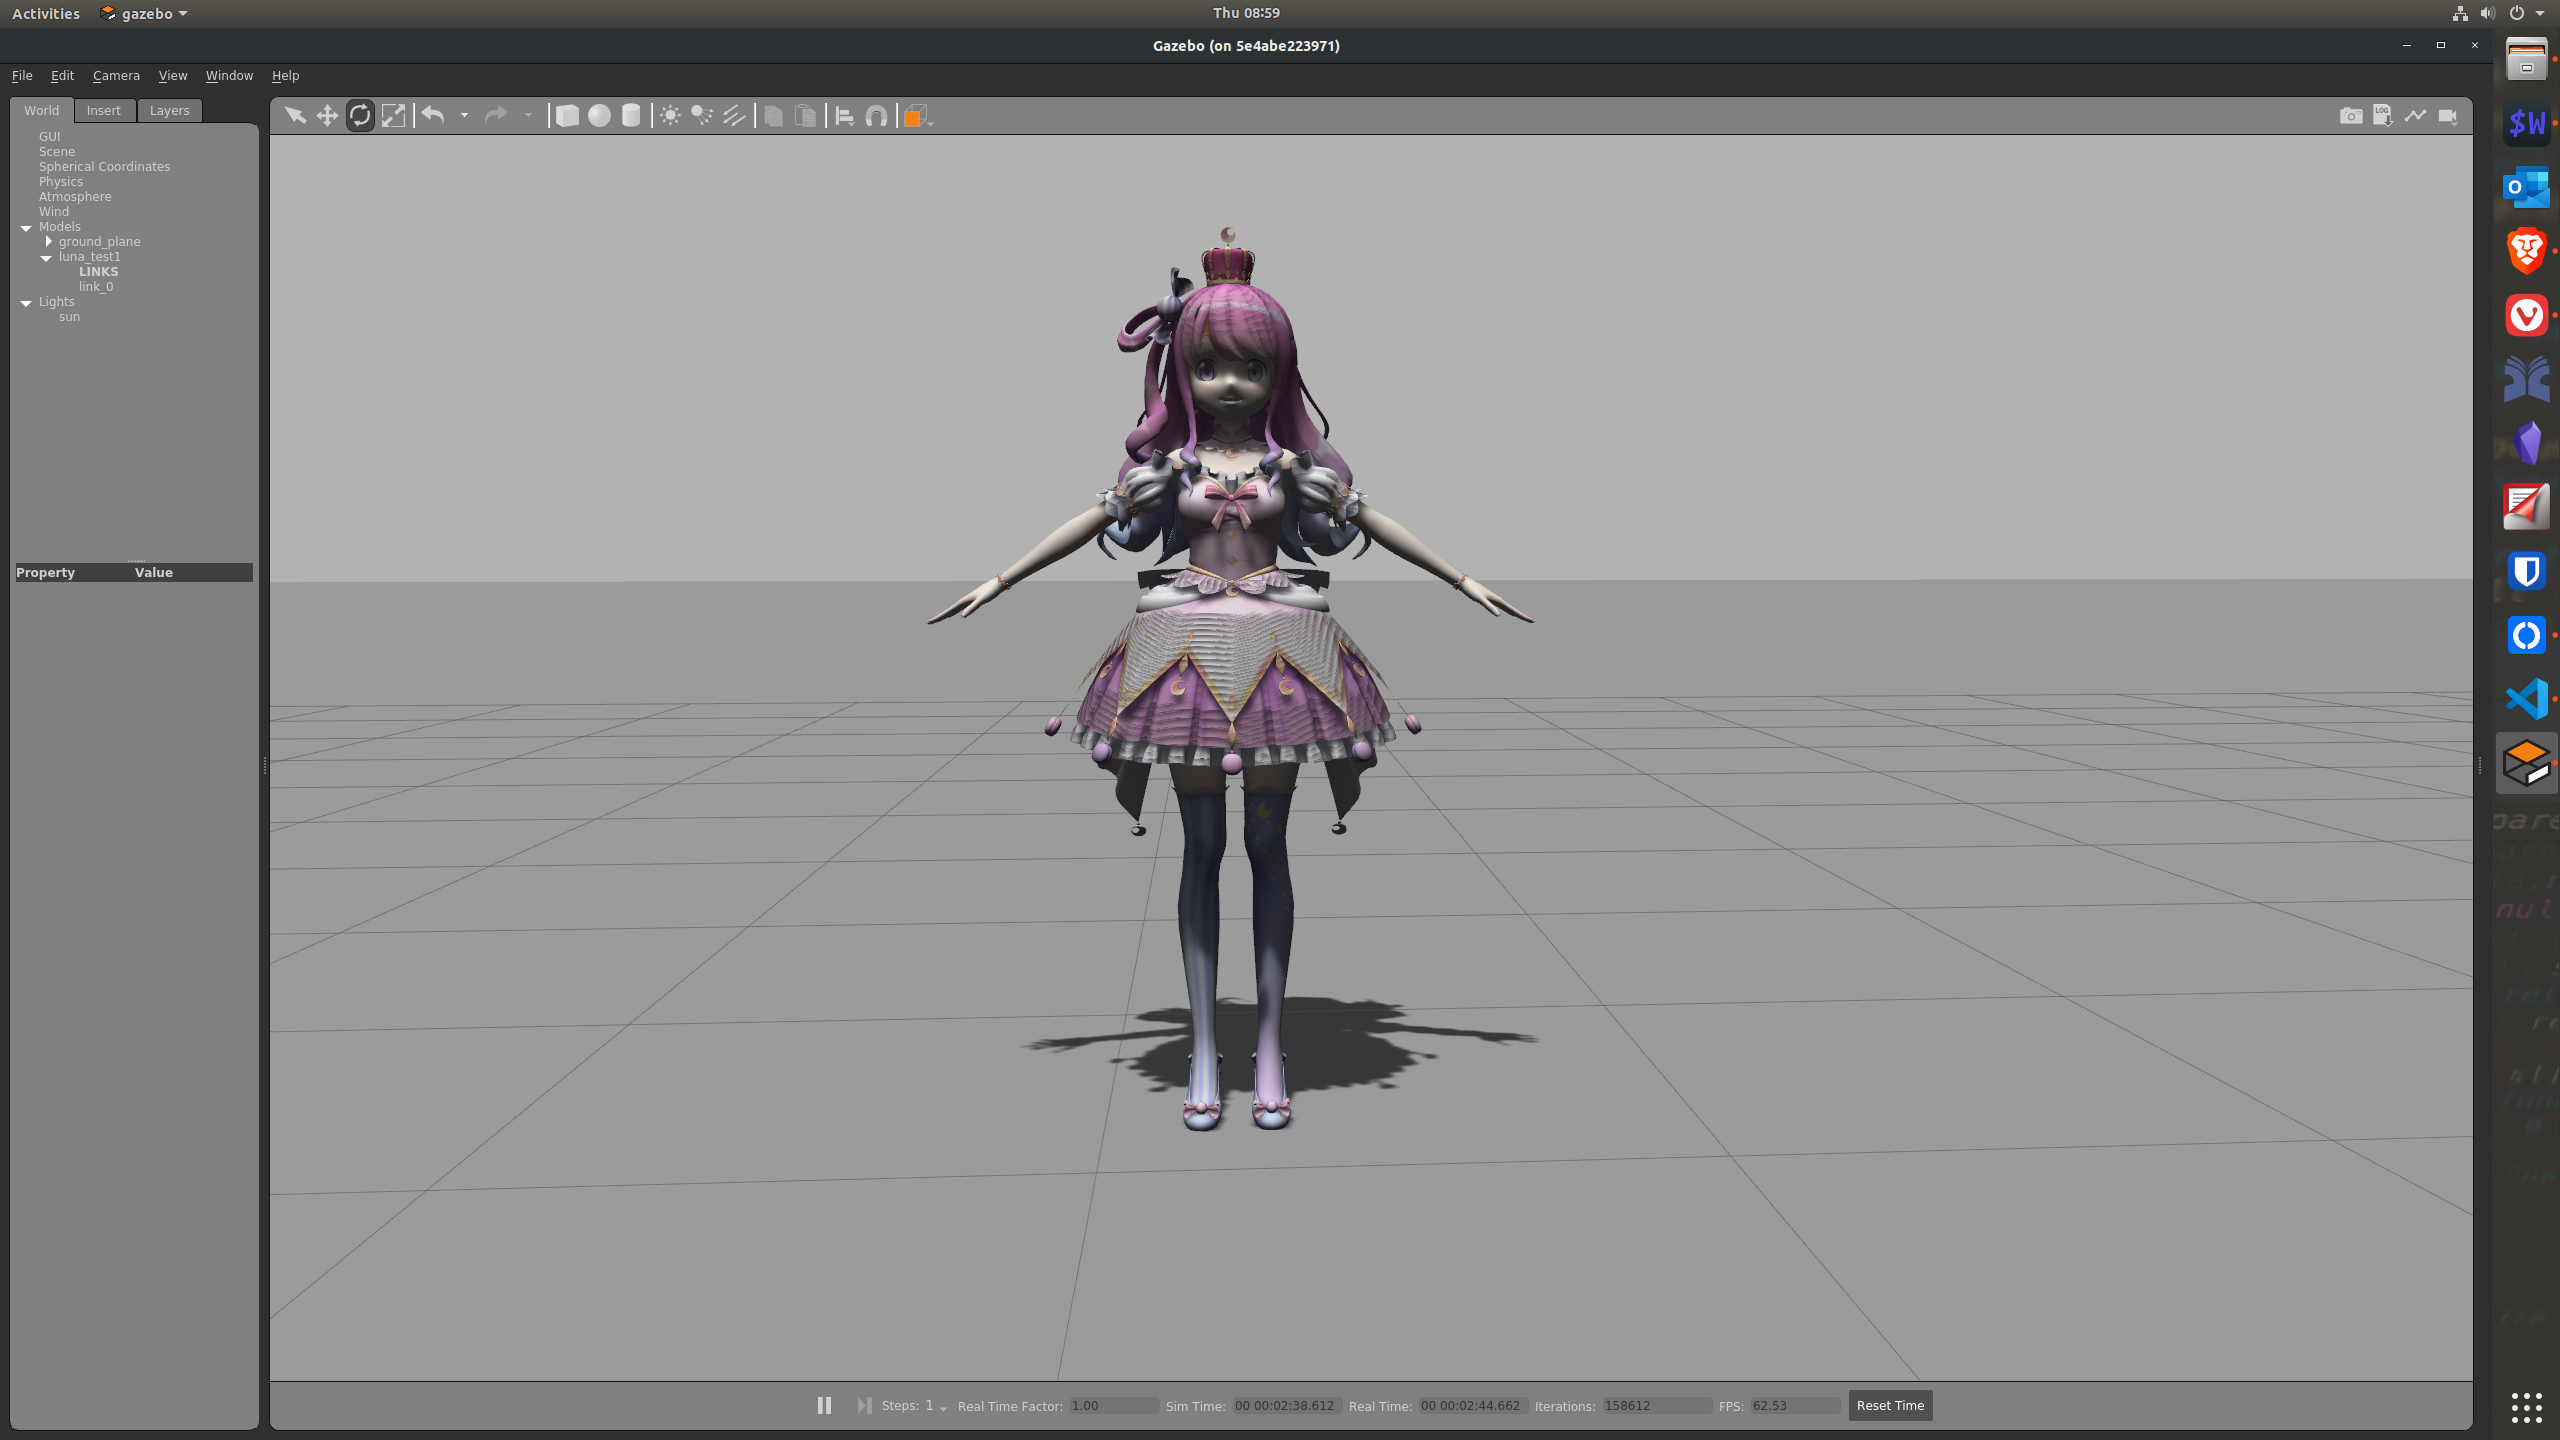 Activities
gazebo
Thu 08:59
Gazebo (on 5e4abe223971)
File Edit Camera View Window Help
World Insert Layers
GUI
Scene
Spherical Coordinates
Physics
Atmosphere
Wind
Models
ground_plane
luna_test1
LINKS
link_0
Lights
sun
Property Value
LOG
$W
Steps: 1 Real Time Factor: 1.00 Sim Time: 00 00:02:38.612 Real Time: 00 00:02:44.662 Iterations: 158612 FPS: 62.53 Reset Time